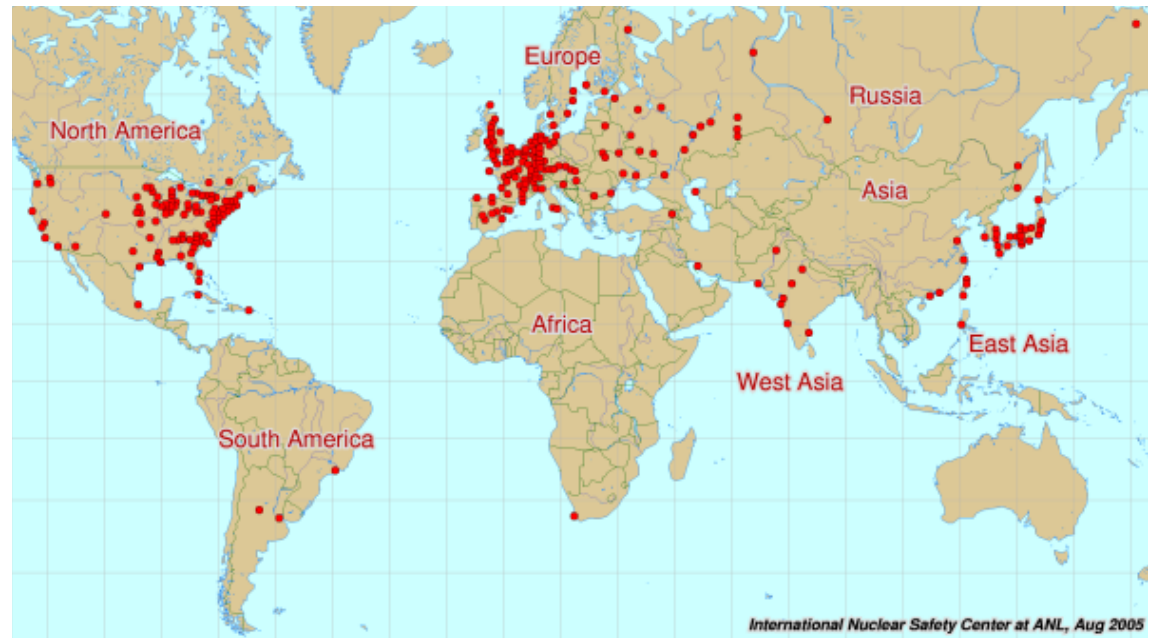 Europe
Russia
North America
Asia
Africa
East Asia
West Asia
South America
International Nuclear Safety Center at ANL, Aug 2005